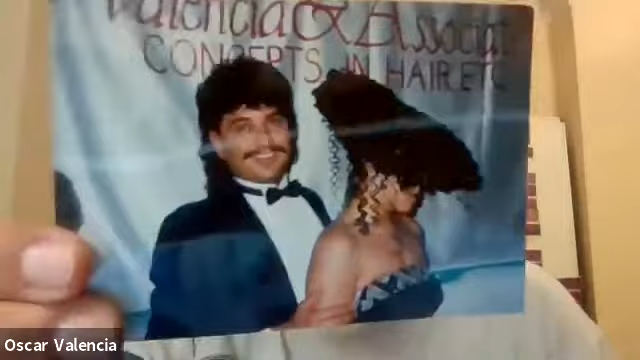 Valencia & Associat
CONCEPTS IN HAIR ETC
Oscar Valencia